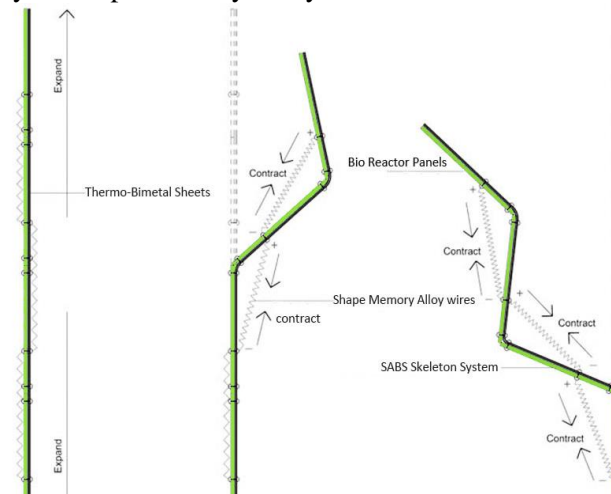 Expand
Thermo-Bimetal Sheets
Expand
Contract
Shape Memory Alloy wires
contract
Bio Reactor Panels
Contract
Contract
SABS Skeleton System
Contract